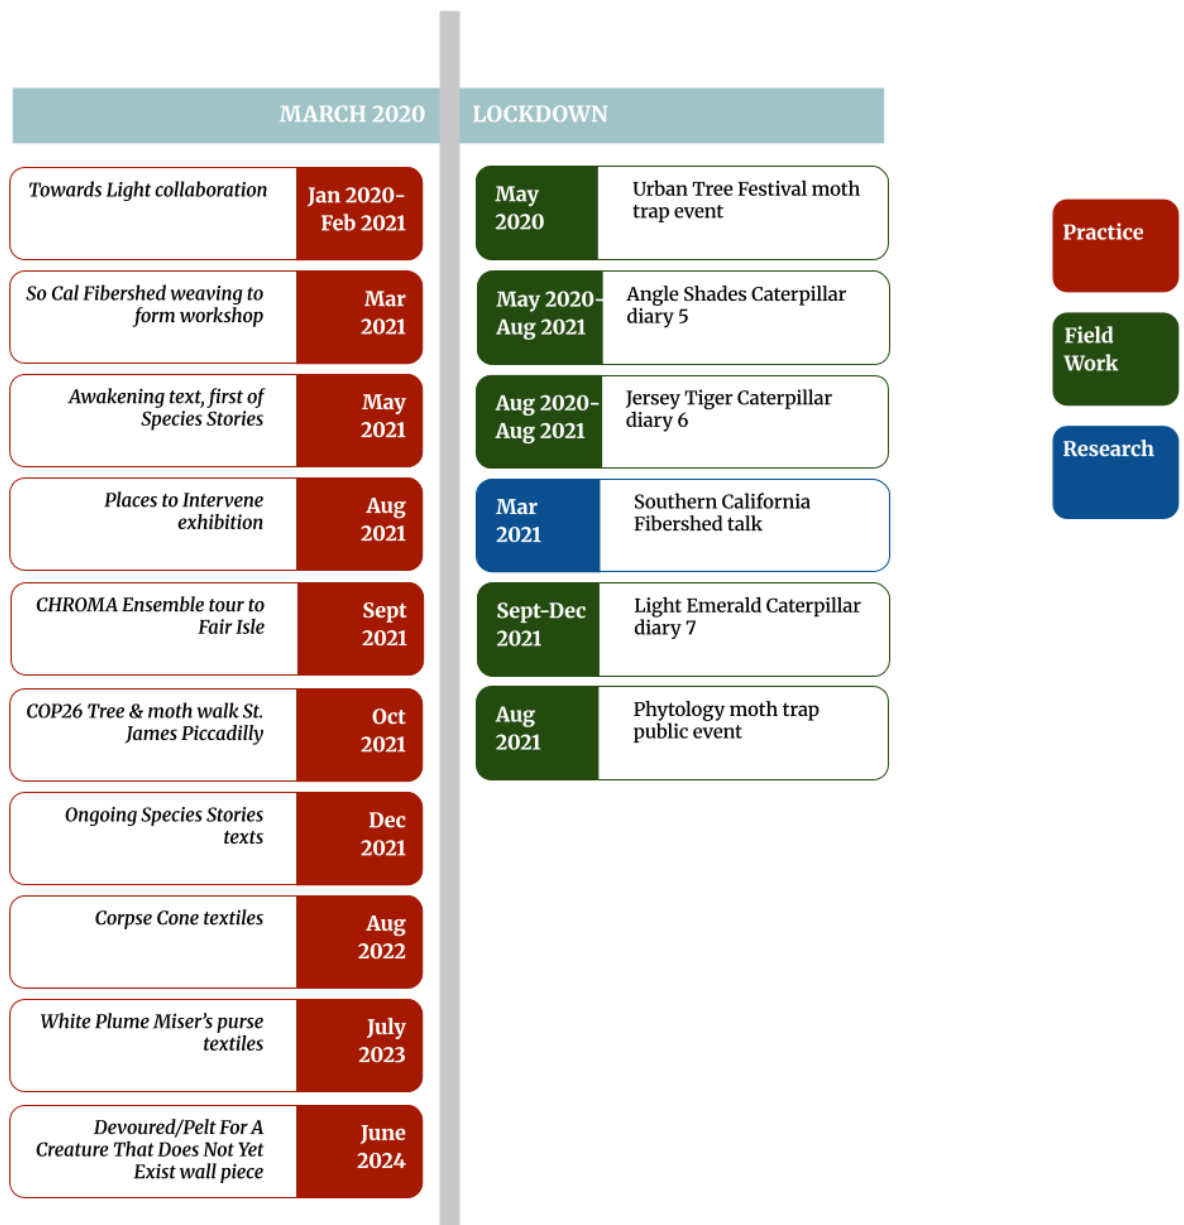 MARCH 2020 LOCKDOWN
Towards Light collaboration
Jan 2020-
Feb 2021
So Cal Fibershed weaving to
form workshop
Mar
2021
Awakening text, first of
Species Stories
May
2021
Places to Intervene
exhibition
Aug
2021
CHROMA Ensemble tour to
Fair Isle
Sept
2021
COP26 Tree & moth walk St.
James Piccadilly
Oct
2021
Ongoing Species Stories
texts
Dec
2021
Corpse Cone textiles
Aug
2022
White Plume Miser's purse
textiles
July
2023
Devoured/Pelt For A
Creature That Does Not Yet
Exist wall piece
June
2024
May
2020
Urban Tree Festival moth
trap event
May 2020-
Aug 2021
Angle Shades Caterpillar
diary 5
Aug 2020-
Aug 2021
Jersey Tiger Caterpillar
diary 6
Mar
2021
Southern California
Fibershed talk
Sept-Dec
2021
Light Emerald Caterpillar
diary 7
Aug
2021
Phytology moth trap
public event
Practice
Field
Work
Research